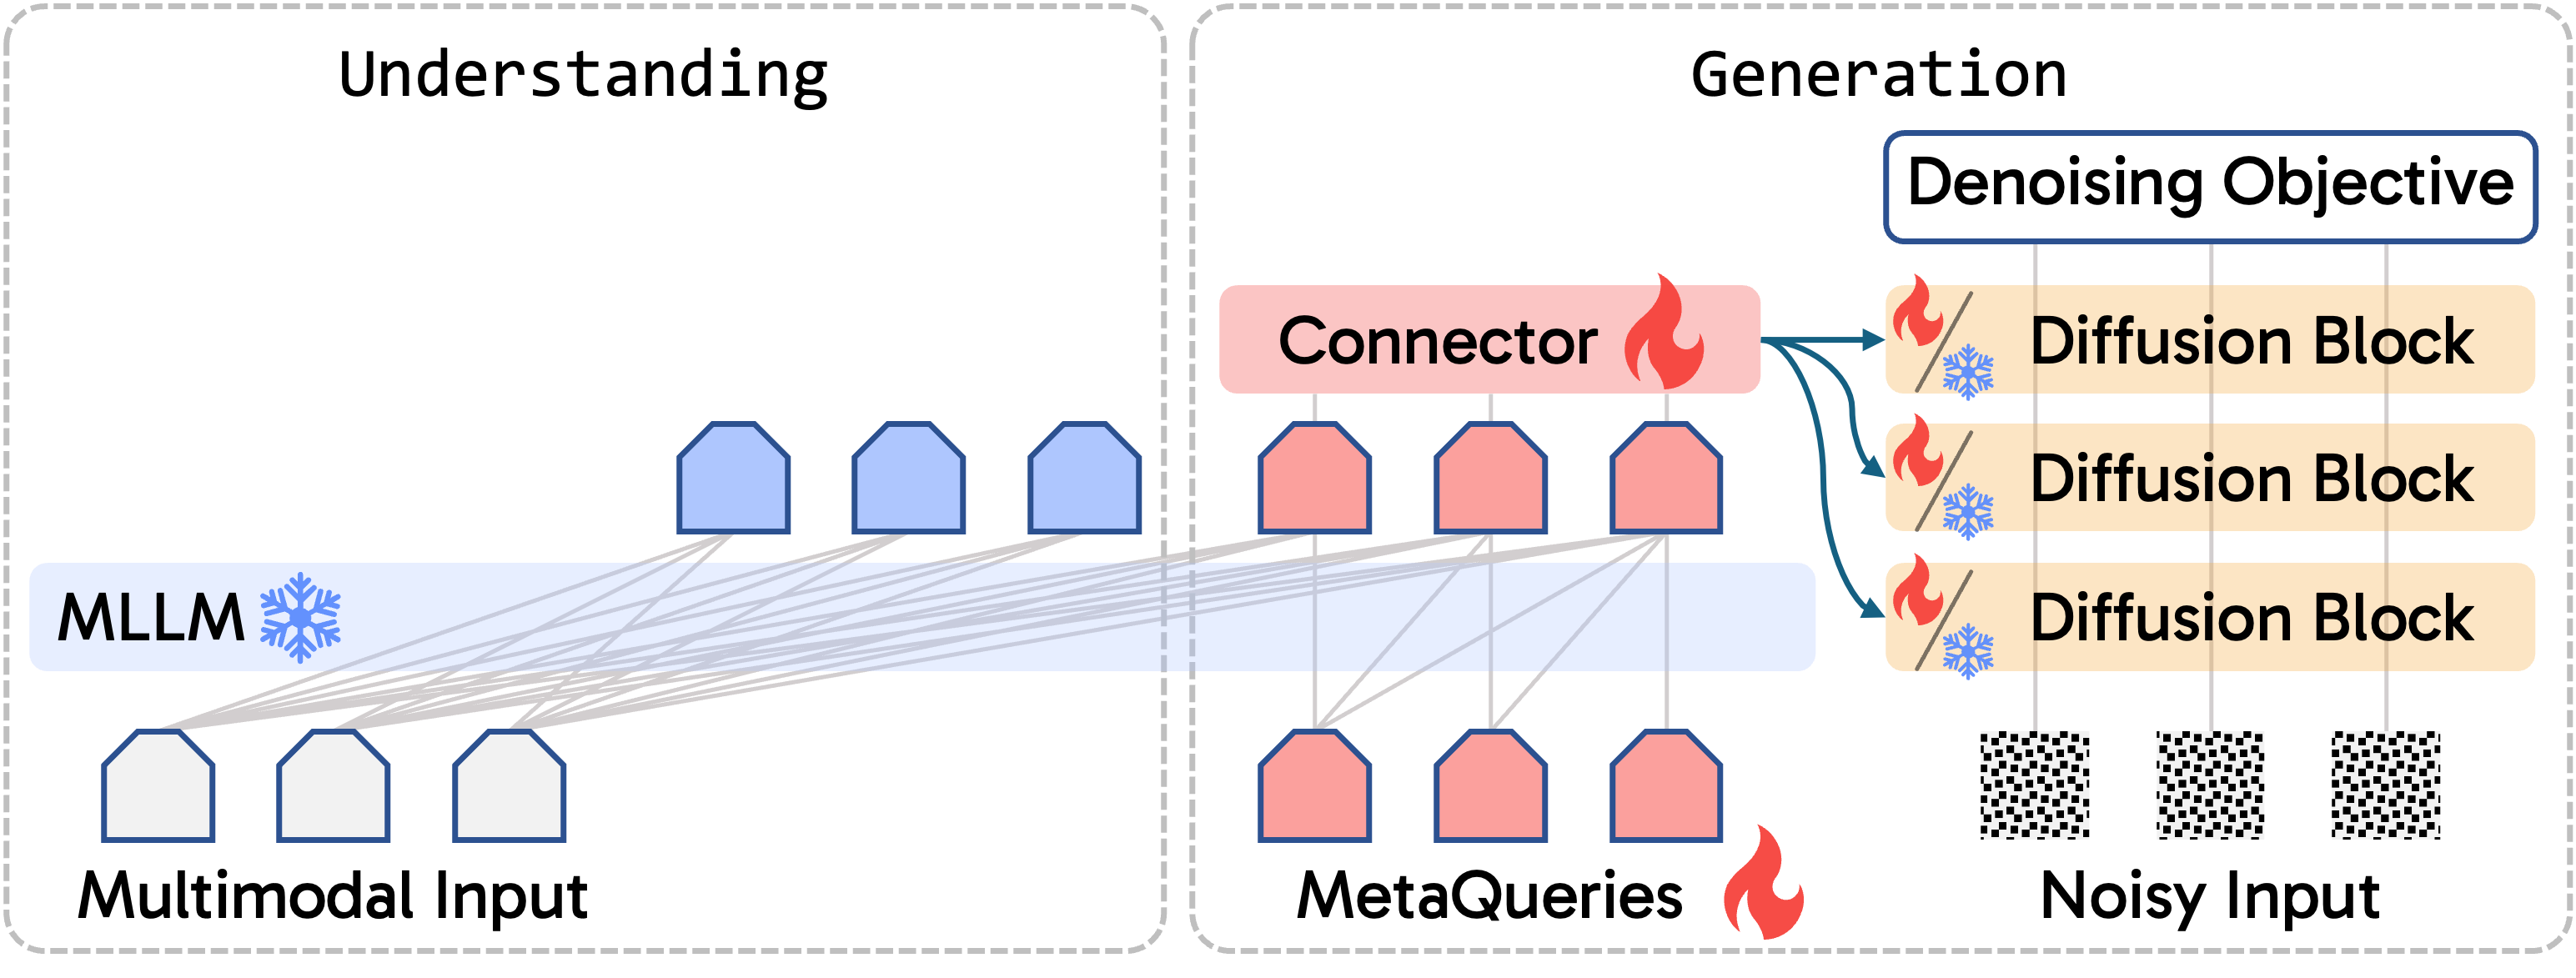 Understanding
MLLM
Multimodal Input
Generation
Denoising Objective
Connector
Diffusion Block
Diffusion Block
Diffusion Block
MetaQueries
Noisy Input